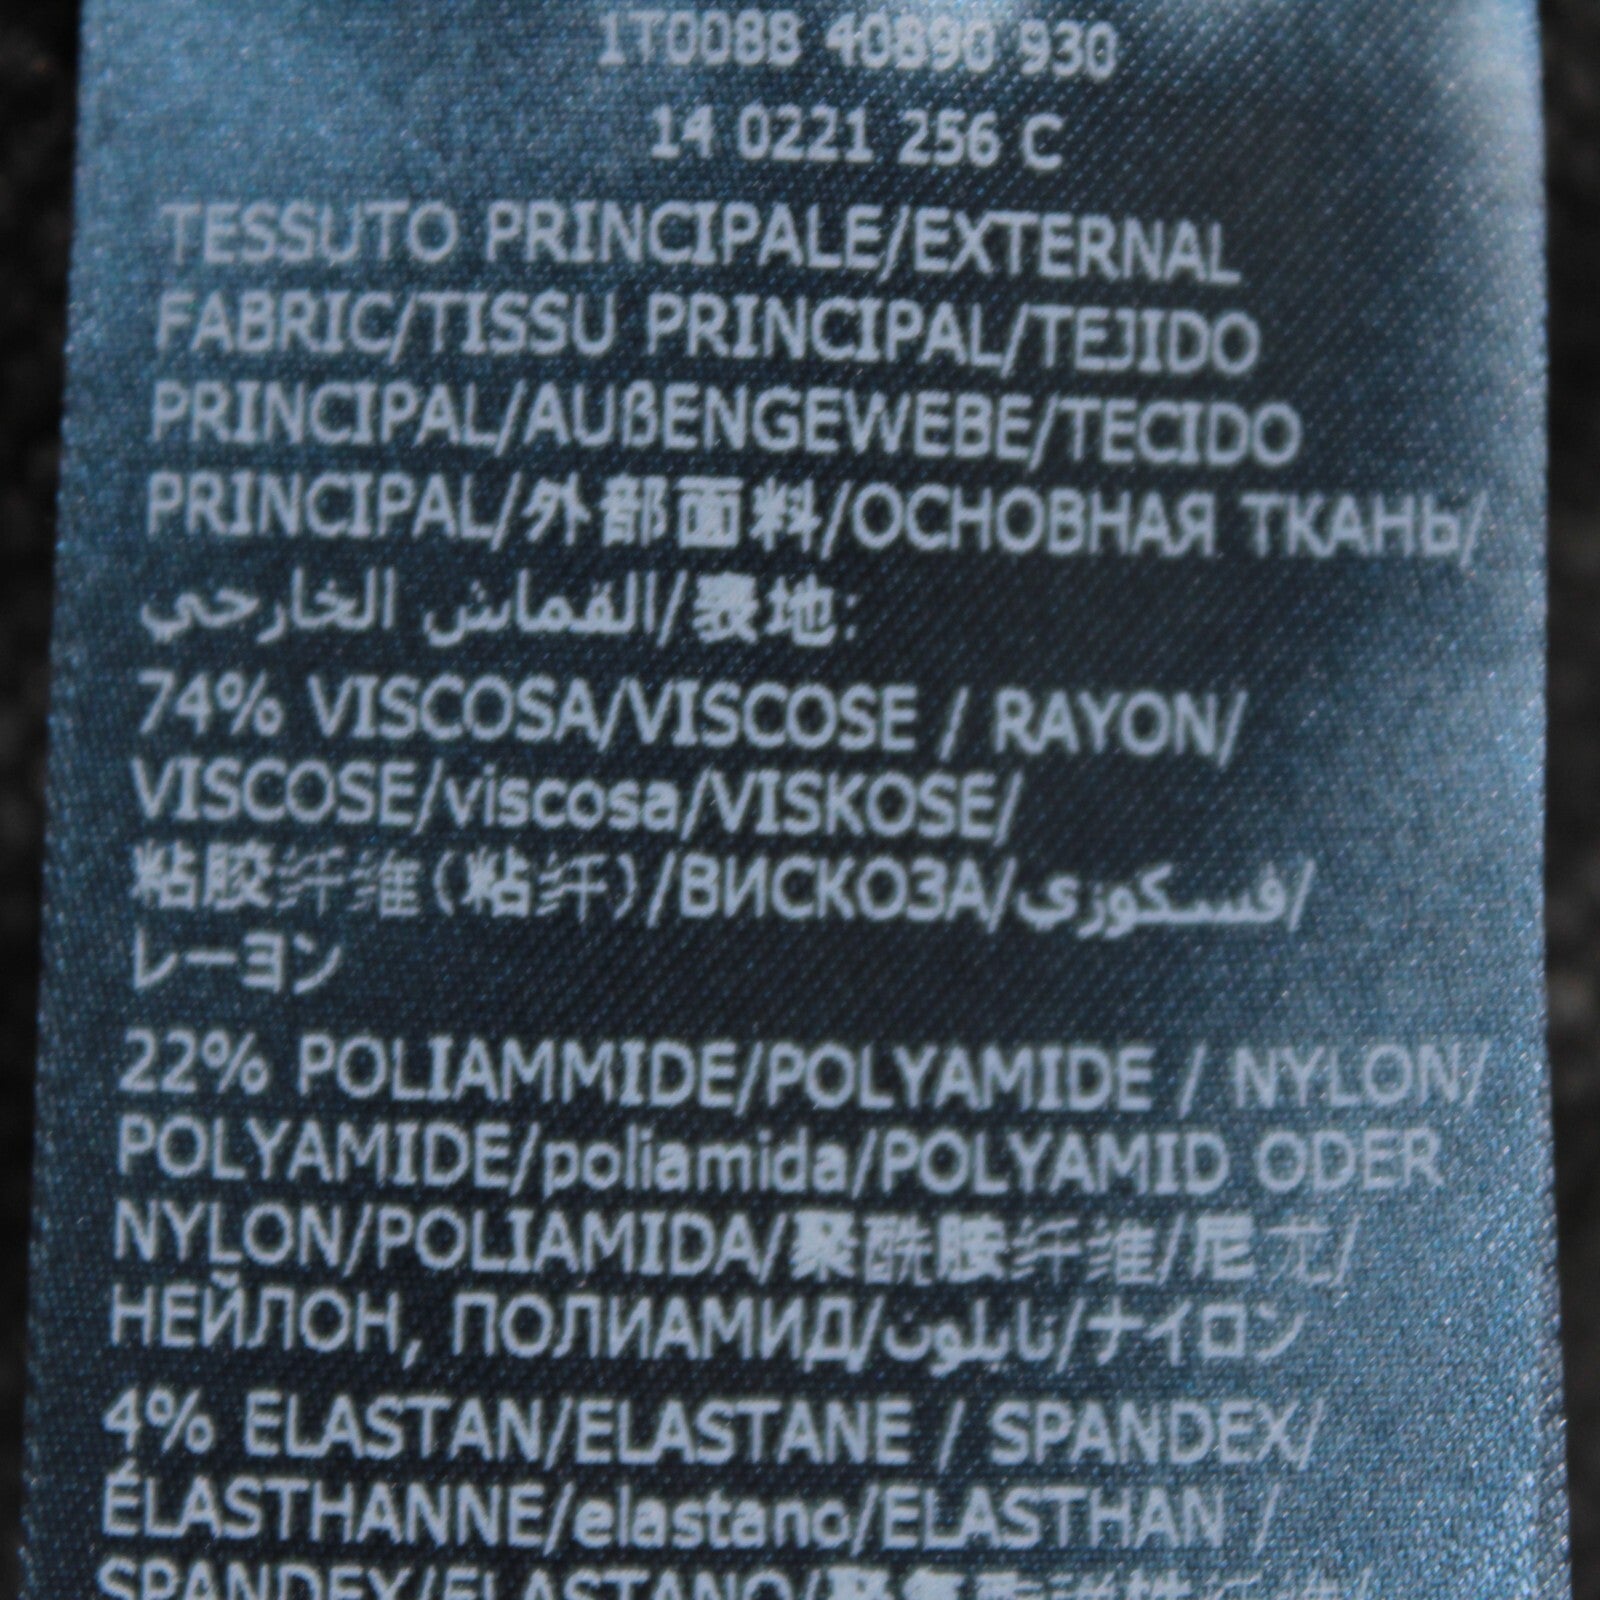 1T0088 40890 930
14 0221 256 C
TESSUTO PRINCIPALE/EXTERNAL
FABRIC/TISSU PRINCIPAL/TEJIDO
PRINCIPAL/AUßENGEWEBE/TECIDO
PRINCIPAL/外部面料/ОСНОВНАЯ ТКАНЬ/
القماش الخارجي/表地:
74% VISCOSA/VISCOSE / RAYON/
VISCOSE/viscosa/VISKOSE/
粘胶纤维(粘纤)/ВИСКОЗА/فسكوزي/
レーヨン
22% POLIAMMIDE/POLYAMIDE / NYLON/
POLYAMIDE/poliamida/POLYAMID ODER
NYLON/POLIAMIDA/聚酰胺纤维/尼龙/
НЕЙЛОН, ПОЛИАМИД/نايلون/ナイロン
4% ELASTAN/ELASTANE / SPANDEX/
ÉLASTHANNE/elastano/ELASTHAN /
SPANDEX/ELASTANO/